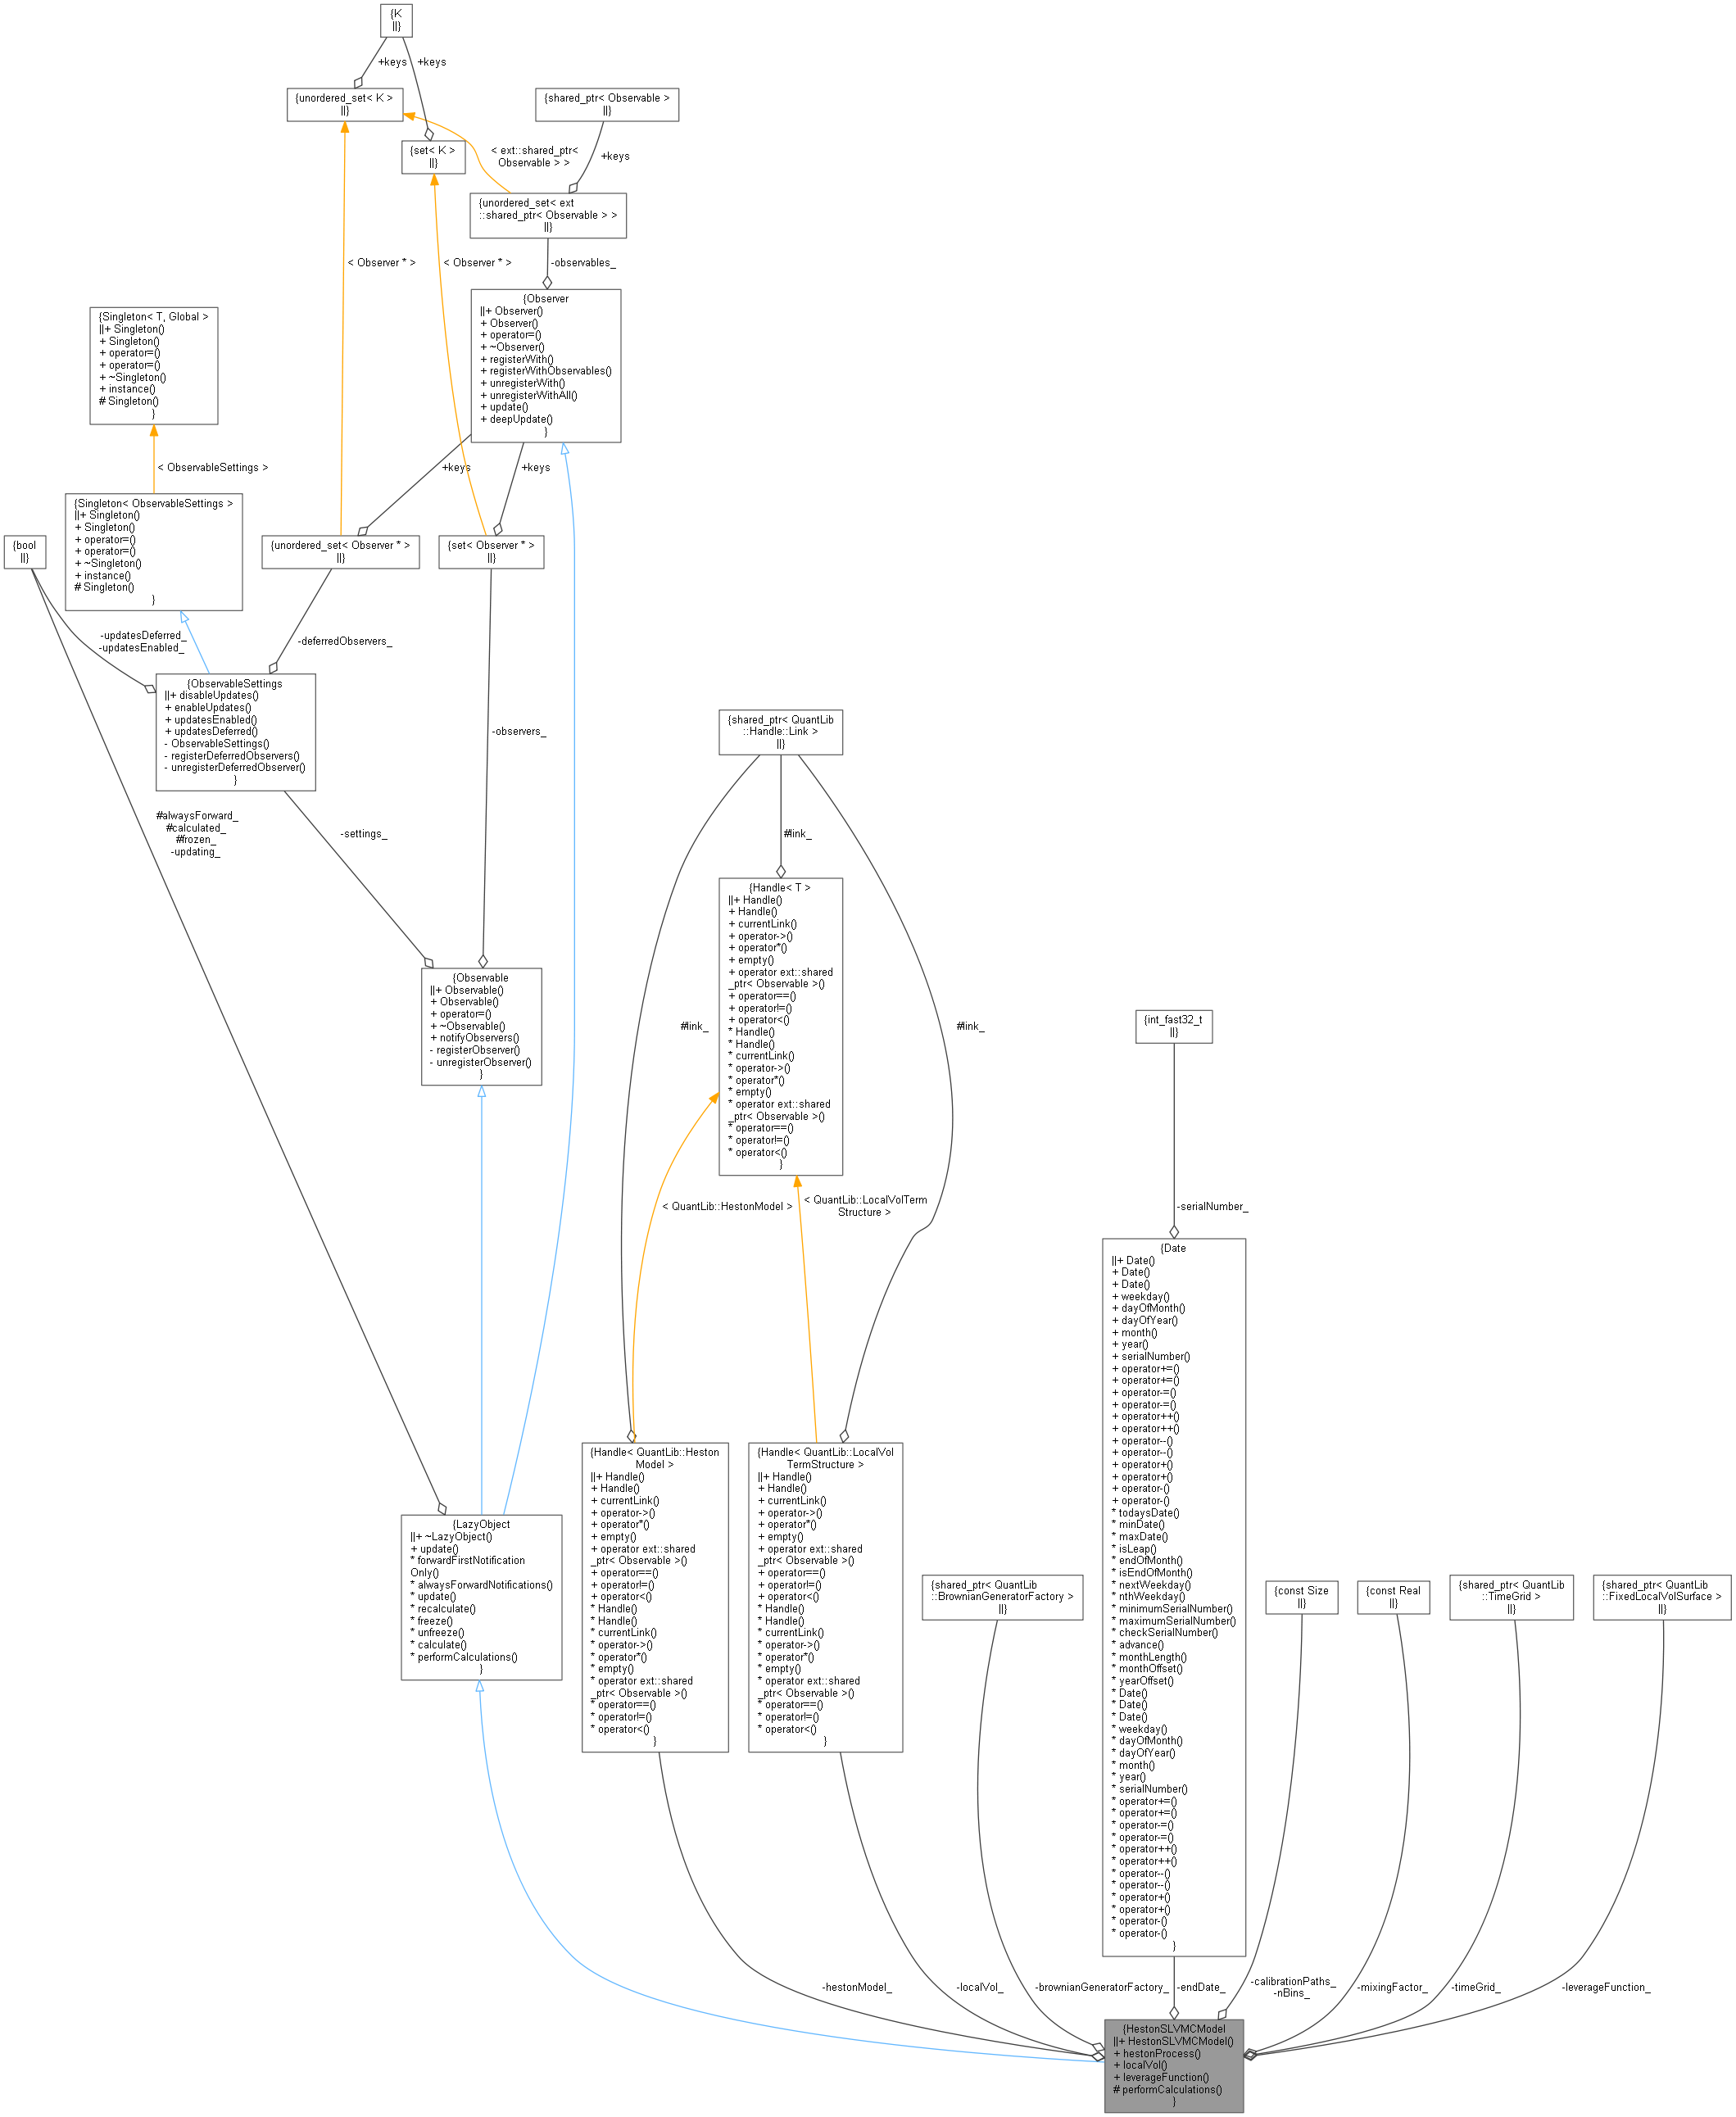 {K
||}
+keys
+keys
{unordered_set< K >
||}
{shared_ptr< Observable >
||}
{set< K >
||}
< ext::shared_ptr<
Observable > >
+keys
{unordered_set< ext
::shared_ptr< Observable > >
||}
< Observer * >
< Observer * >
-observables_
{Observer
||+ Observer()
+ Observer()
+ operator=()
+ ~Observer()
+ registerWith()
+ registerWithObservables()
+ unregisterWith()
+ unregisterWithAll()
+ update()
+ deepUpdate()
}
{Singleton< T, Global >
||+ Singleton()
+ Singleton()
+ operator=()
+ operator=()
+ ~Singleton()
+ instance()
# Singleton()
}
< ObservableSettings >
+keys
+keys
{Singleton< ObservableSettings >
||+ Singleton()
+ Singleton()
+ operator=()
+ operator=()
+ ~Singleton()
+ instance()
# Singleton()
}
{bool
||}
{unordered_set< Observer * >
||}
{set< Observer * >
||}
-updatesDeferred_
-updatesEnabled_
-deferredObservers_
{ObservableSettings
||+ disableUpdates()
+ enableUpdates()
+ updatesEnabled()
+ updatesDeferred()
- ObservableSettings()
- registerDeferredObservers()
- unregisterDeferredObserver()
}
-observers_
{shared_ptr< QuantLib
::Handle::Link >
||}
#alwaysForward_
#calculated_
#frozen_
-updating_
-settings_
#link_
{Handle< T >
||+ Handle()
+ Handle()
+ currentLink()
+ operator->()
+ operator*()
+ empty()
+ operator ext::shared
_ptr< Observable >()
+ operator==()
+ operator!=()
+ operator<()
* Handle()
* Handle()
* currentLink()
* operator->()
* operator*()
* empty()
* operator ext::shared
_ptr< Observable >()
* operator==()
* operator!=()
* operator<()
}
{Observable
||+ Observable()
+ Observable()
+ operator=()
+ ~Observable()
+ notifyObservers()
- registerObserver()
- unregisterObserver()
}
#link_
#link_
{int_fast32_t
||}
< QuantLib::HestonModel >
< QuantLib::LocalVolTerm
Structure >
-serialNumber_
{Date
||+ Date()
+ Date()
+ Date()
+ weekday()
+ dayOfMonth()
+ dayOfYear()
+ month()
+ year()
+ serialNumber()
+ operator+=()
+ operator+=()
+ operator-=()
+ operator-=()
+ operator++()
+ operator++()
+ operator--()
+ operator--()
+ operator+()
+ operator+()
+ operator-()
+ operator-()
* todaysDate()
* minDate()
* maxDate()
* isLeap()
* endOfMonth()
* isEndOfMonth()
* nextWeekday()
* nthWeekday()
* minimumSerialNumber()
* maximumSerialNumber()
* checkSerialNumber()
* advance()
* monthLength()
* monthOffset()
* yearOffset()
* Date()
* Date()
* Date()
* weekday()
* dayOfMonth()
* dayOfYear()
* month()
* year()
* serialNumber()
* operator+=()
* operator+=()
* operator-=()
* operator-=()
* operator++()
* operator++()
* operator--()
* operator--()
* operator+()
* operator+()
* operator-()
* operator-()
}
{LazyObject
||+ ~LazyObject()
+ update()
* forwardFirstNotification
Only()
* alwaysForwardNotifications()
* update()
* recalculate()
* freeze()
* unfreeze()
* calculate()
* performCalculations()
}
{Handle< QuantLib::Heston
Model >
||+ Handle()
+ Handle()
+ currentLink()
+ operator->()
+ operator*()
+ empty()
+ operator ext::shared
_ptr< Observable >()
+ operator==()
+ operator!=()
+ operator<()
* Handle()
* Handle()
* currentLink()
* operator->()
* operator*()
* empty()
* operator ext::shared
_ptr< Observable >()
* operator==()
* operator!=()
* operator<()
}
{Handle< QuantLib::LocalVol
TermStructure >
||+ Handle()
+ Handle()
+ currentLink()
+ operator->()
+ operator*()
+ empty()
+ operator ext::shared
_ptr< Observable >()
+ operator==()
+ operator!=()
+ operator<()
* Handle()
* Handle()
* currentLink()
* operator->()
* operator*()
* empty()
* operator ext::shared
_ptr< Observable >()
* operator==()
* operator!=()
* operator<()
}
{shared_ptr< QuantLib
::BrownianGeneratorFactory >
||}
{const Size
||}
{const Real
||}
{shared_ptr< QuantLib
::TimeGrid >
||}
{shared_ptr< QuantLib
::FixedLocalVolSurface >
||}
-hestonModel_
-localVol_
-brownianGeneratorFactory_
-endDate_
-calibrationPaths_
-nBins_
-mixingFactor_
-timeGrid_
-leverageFunction_
{HestonSLVMCModel
||+ HestonSLVMCModel()
+ hestonProcess()
+ localVol()
+ leverageFunction()
# performCalculations()
}